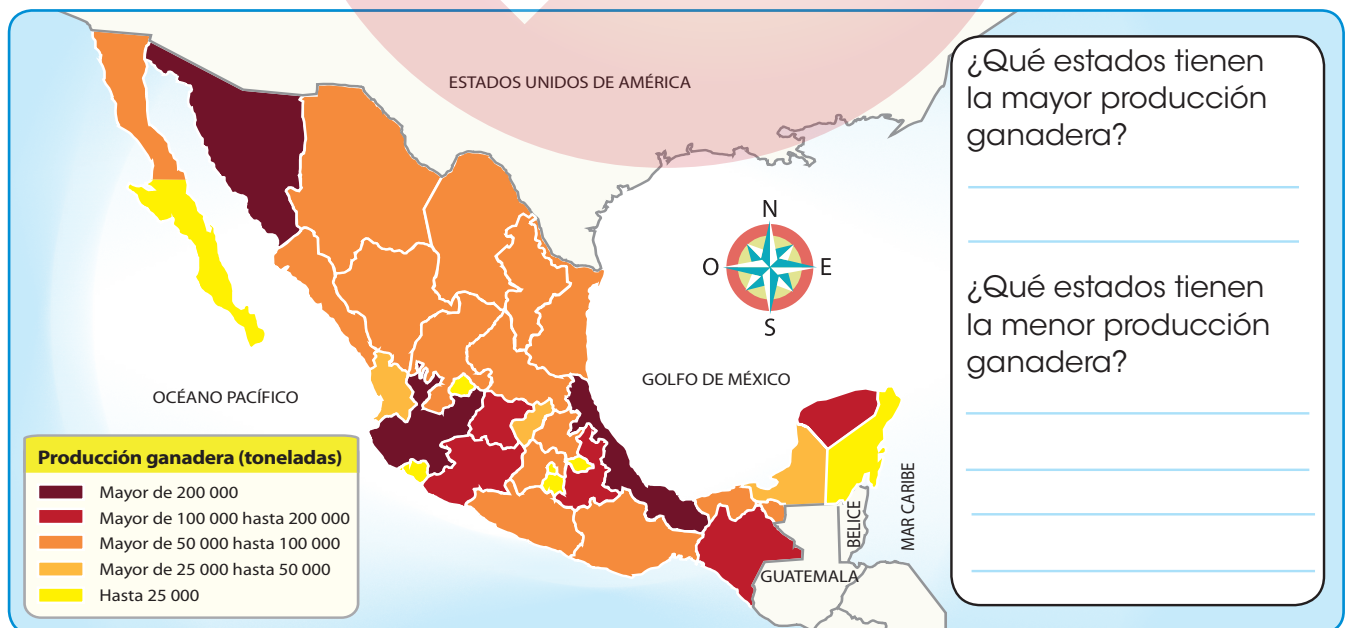 ESTADOS UNIDOS DE AMÉRICA
N
O
E
S
OCÉANO PACÍFICO
GOLFO DE MÉXICO
MAR CARIBE
BELICE
GUATEMALA
Producción ganadera (toneladas)
Mayor de 200 000
Mayor de 100 000 hasta 200 000
Mayor de 50 000 hasta 100 000
Mayor de 25 000 hasta 50 000
Hasta 25 000
¿Qué estados tienen
la mayor producción
ganadera?
¿Qué estados tienen
la menor producción
ganadera?